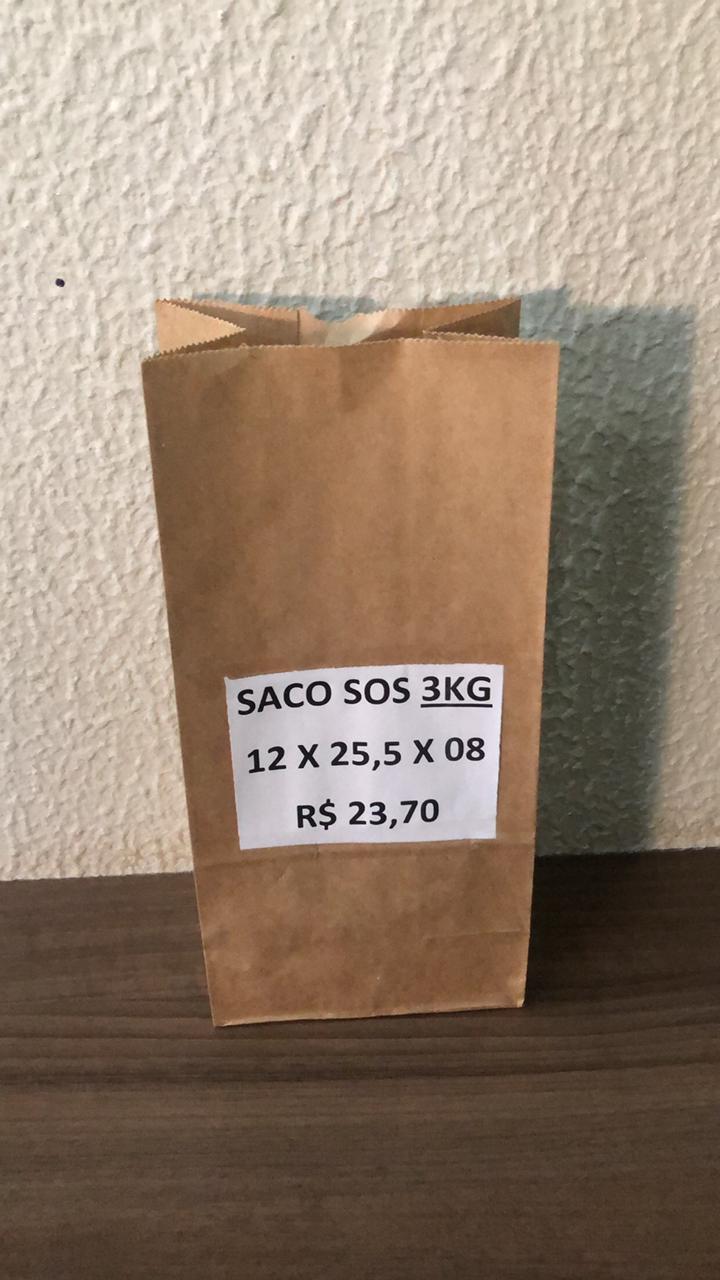 SACO SOS 3KG
12 X 25,5 X 08
R$ 23,70